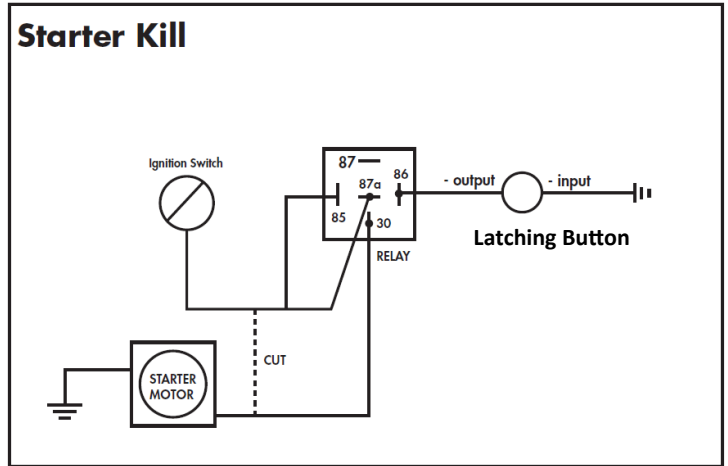 Starter Kill
Ignition Switch
87
87a
86
85
30
RELAY
- output
- input
Latching Button
CUT
STARTER
MOTOR